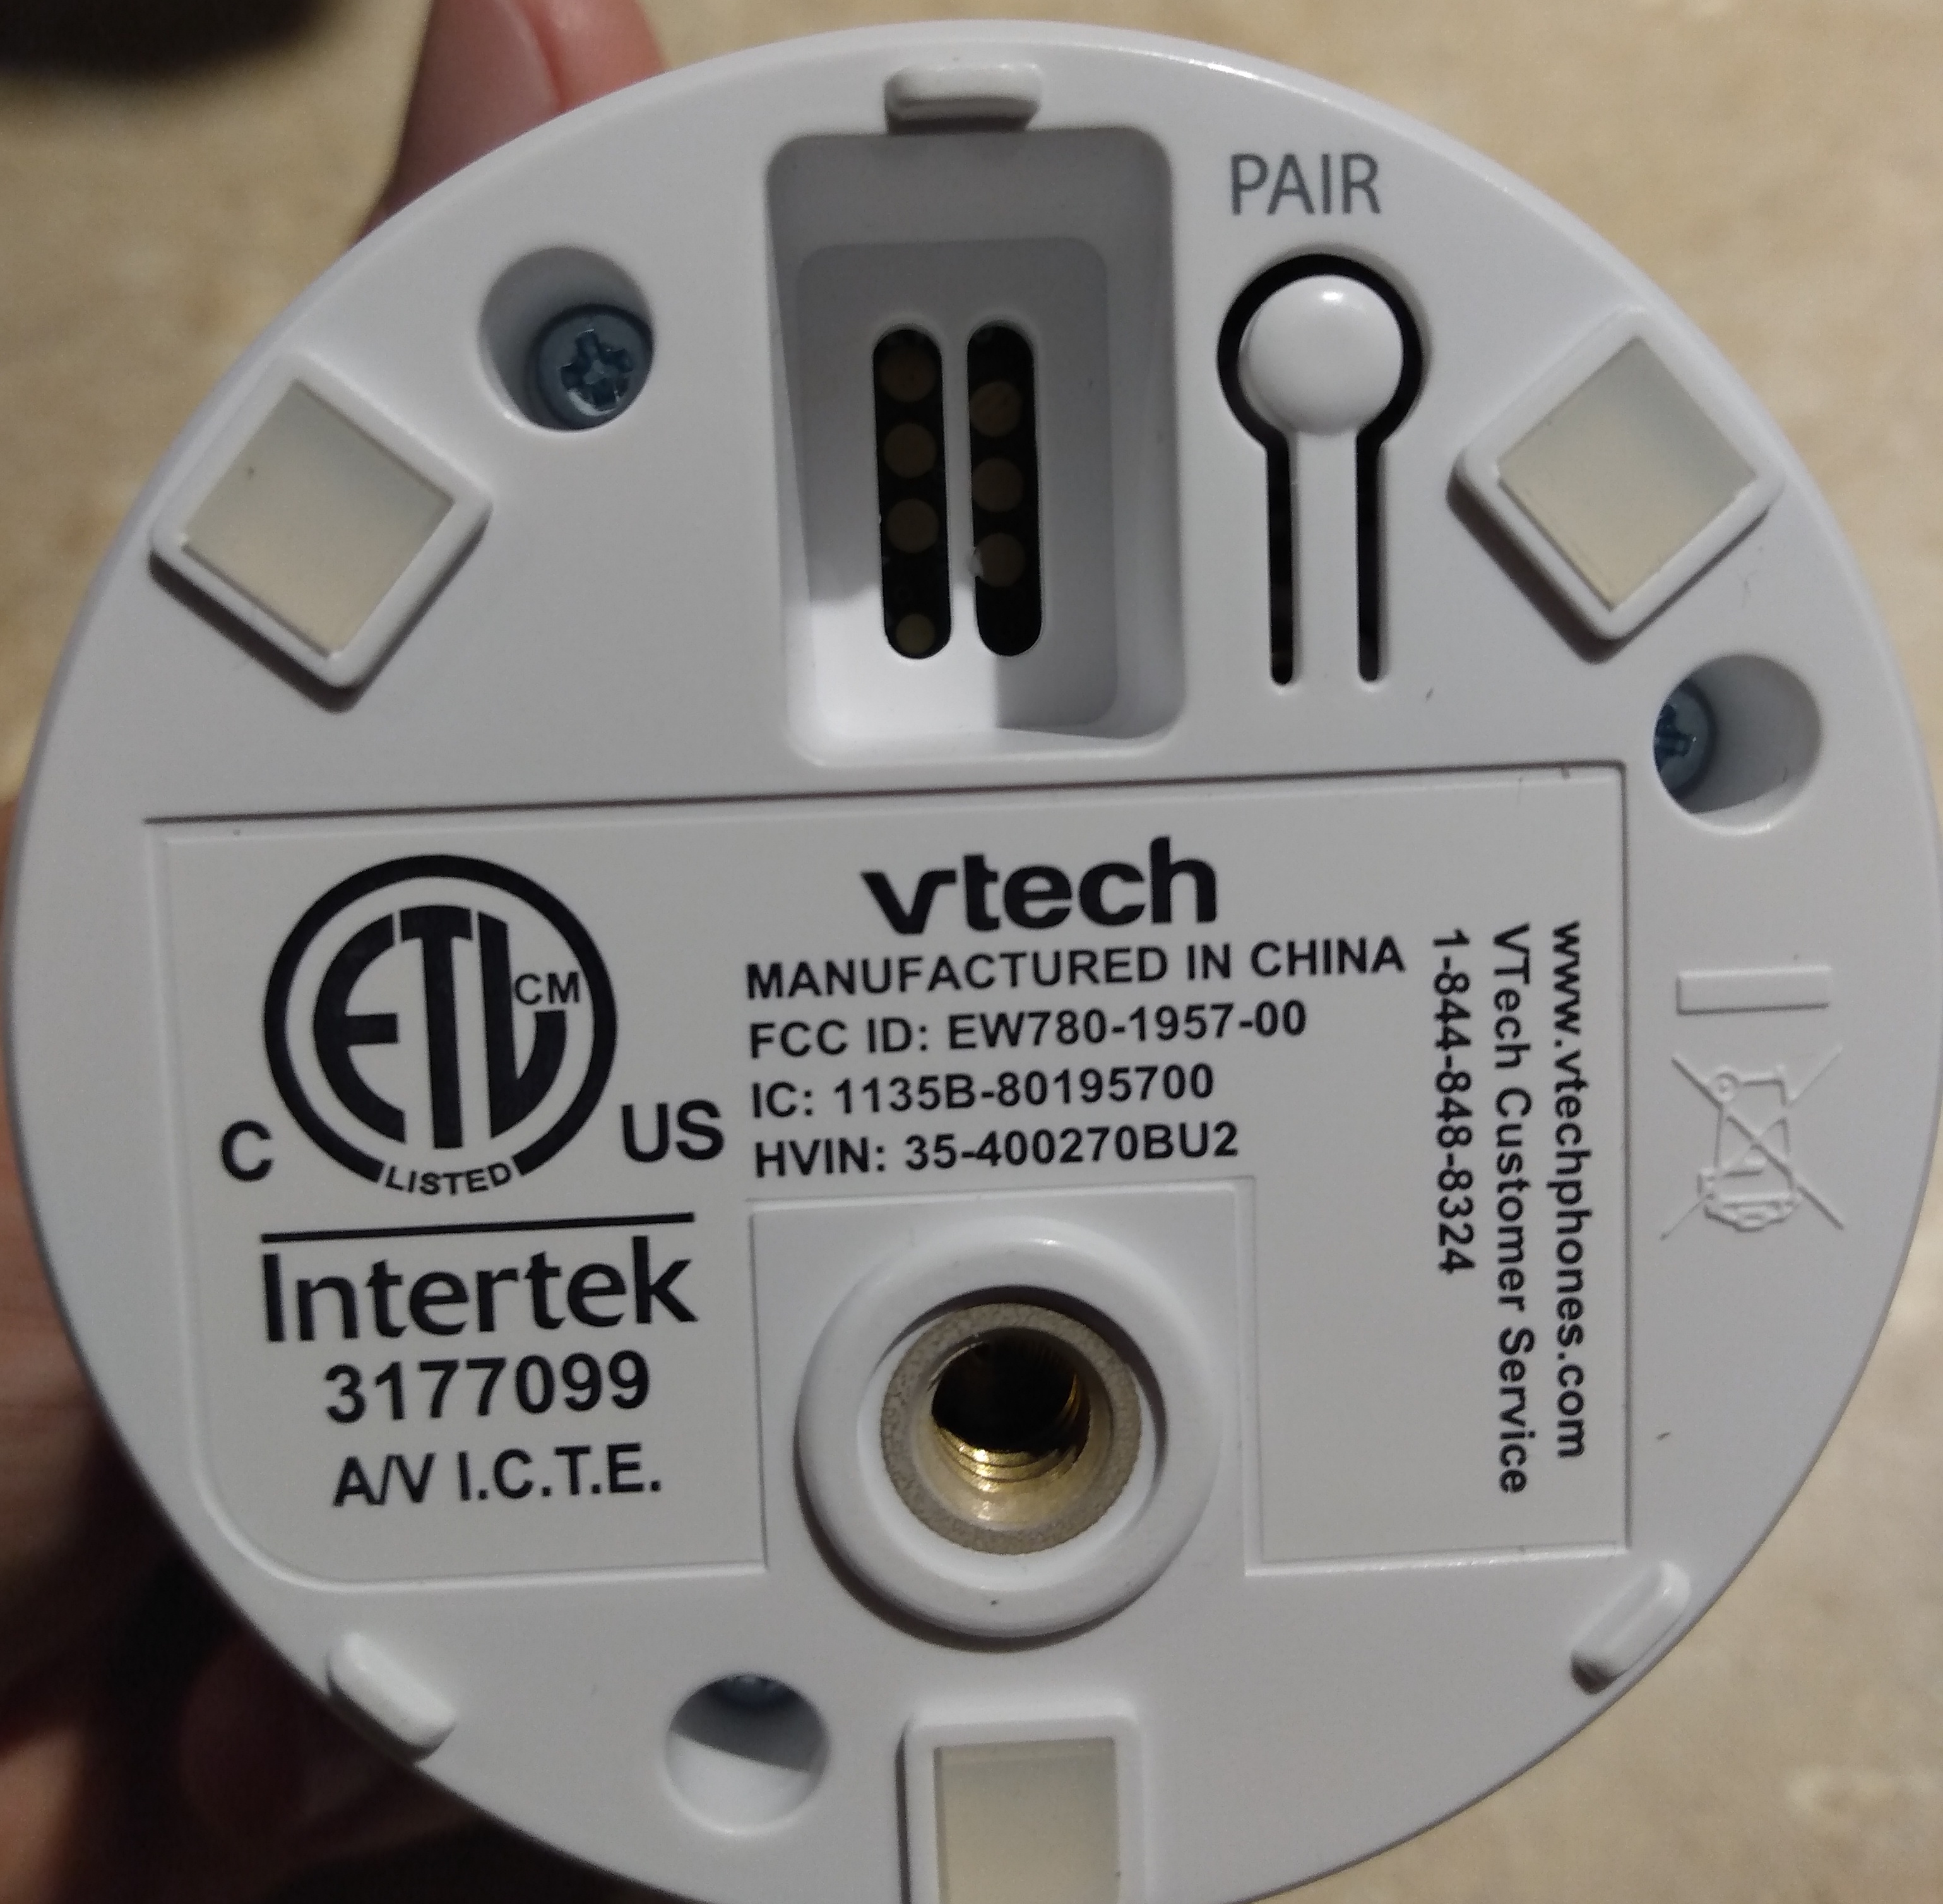 PAIR
ETL CM
LISTED
C US
Intertek
3177099
A/V I.C.T.E.
vtech
MANUFACTURED IN CHINA
FCC ID: EW780-1957-00
IC: 1135B-80195700
HVIN: 35-400270BU2
www.vtechphones.com
VTech Customer Service
1-844-848-8324